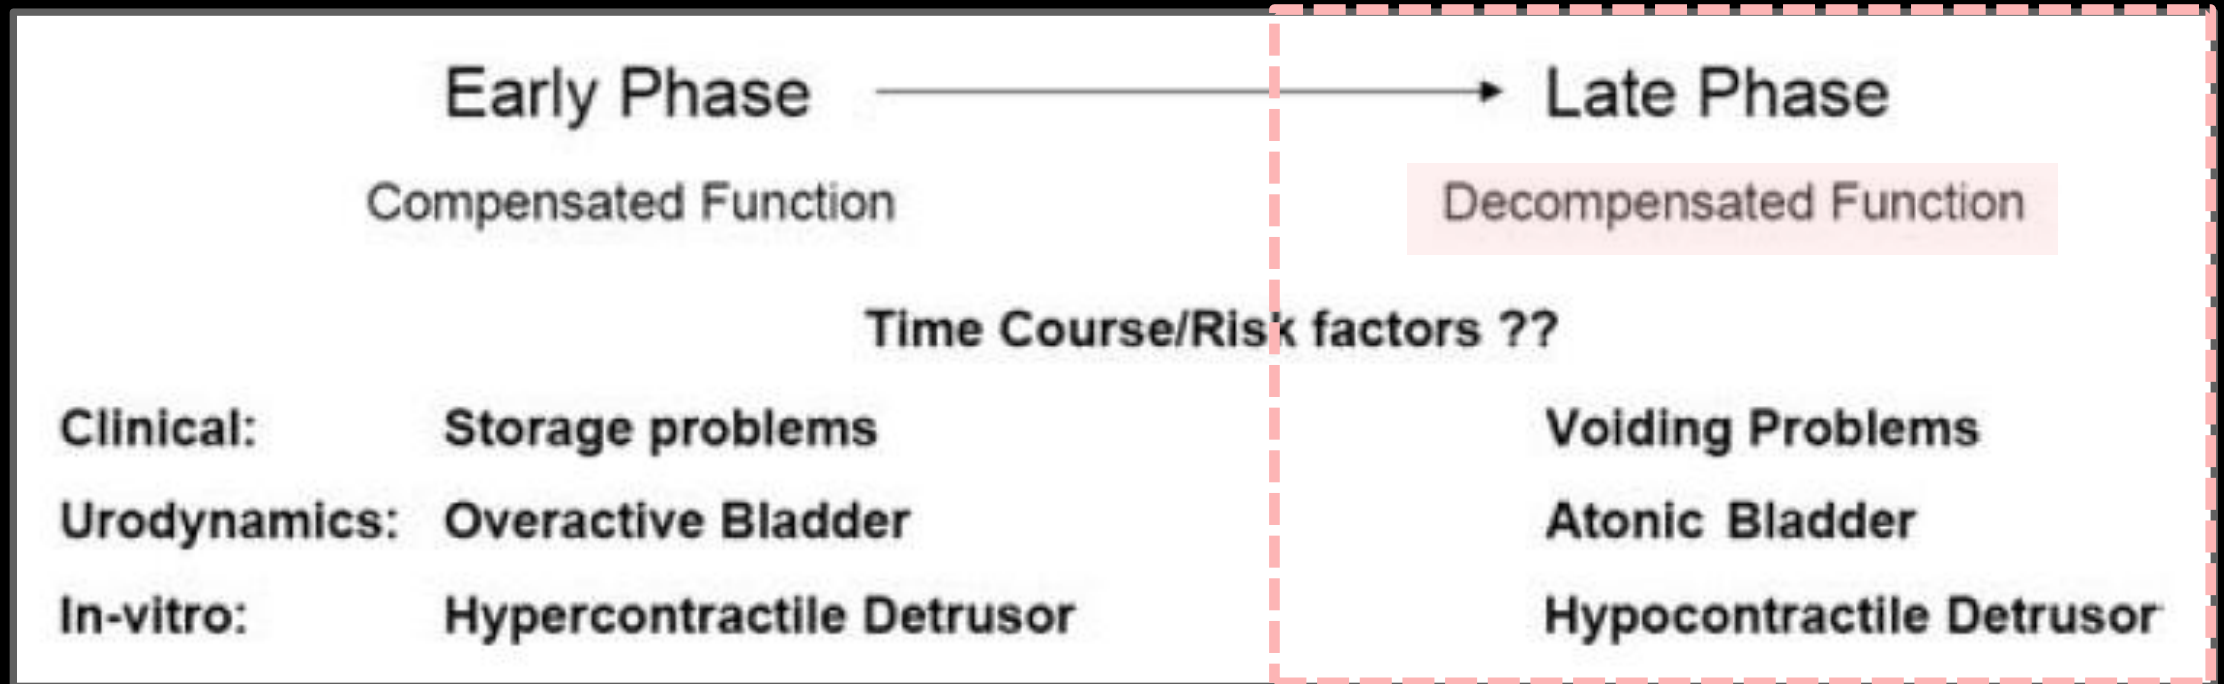 Early Phase Late Phase
Compensated Function Decompensated Function
Time Course/Risk factors ??
Clinical: Storage problems Voiding Problems
Urodynamics: Overactive Bladder Atonic Bladder
In-vitro: Hypercontractile Detrusor Hypocontractile Detrusor